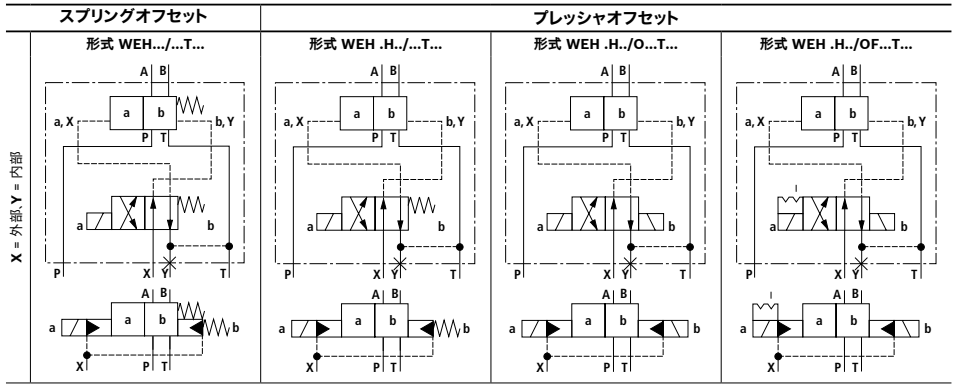 スプリングオフセット
プレッシャオフセット
形式 WEH.../...T...
形式 WEH .H../...T...
形式 WEH .H../O...T...
形式 WEH .H../OF...T...
X = 外部、Y = 内部
A B
a b
a, X b, Y
P T
a b
P X Y T
A B
a a b b
X P T
A B
a b
a, X b, Y
P T
a b
P X Y T
A B
a a b b
X P T
A B
a b
a, X b, Y
P T
a b
P X Y T
A B
a a b b
X P T
A B
a b
a, X b, Y
P T
a b
P X Y T
A B
a a b b
X P T